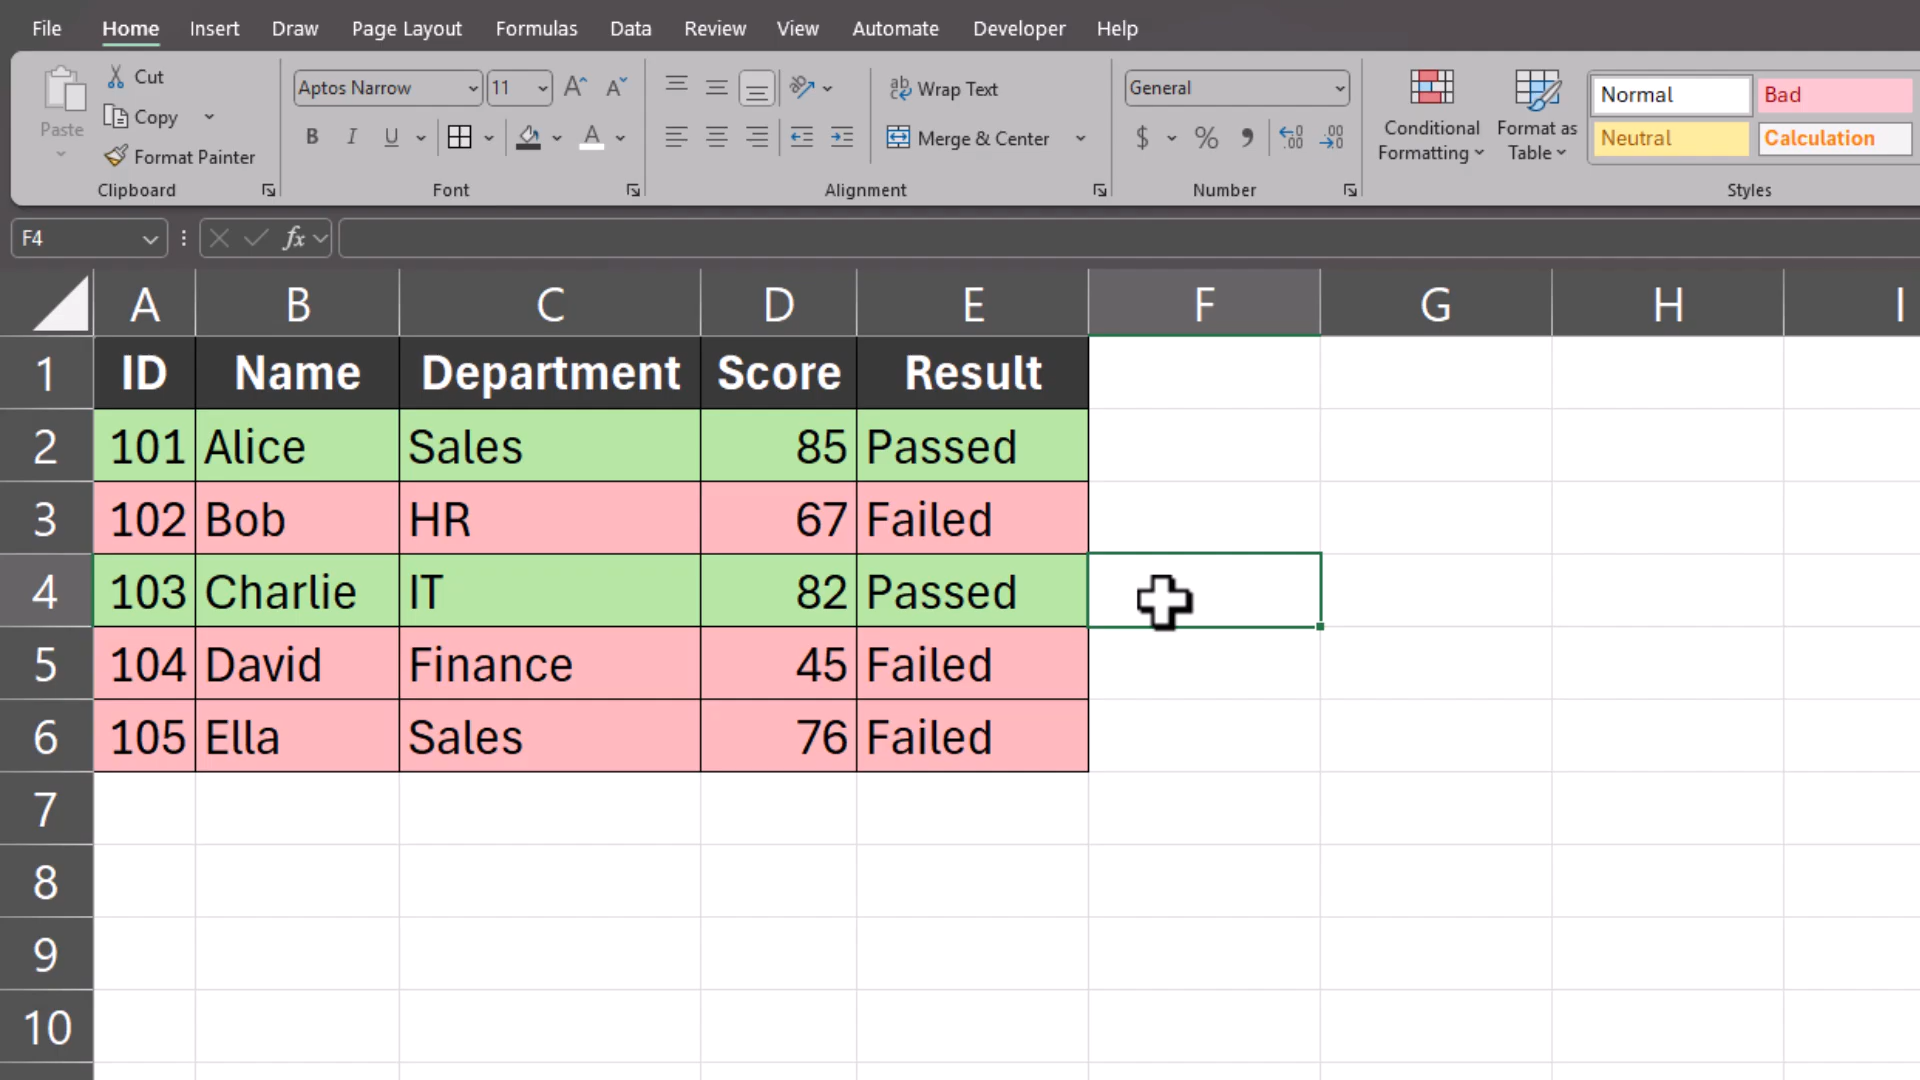 File Home Insert Draw Page Layout Formulas Data Review View Automate Developer Help
Paste Cut Copy Format Painter Clipboard
Aptos Narrow 11 A A B I U A Font
ab Wrap Text Merge & Center Alignment
General $ % , Number
Conditional Formatting Format as Table
Normal Bad
Neutral Calculation
Styles
F4 fx
A B C D E F G H I
1 ID Name Department Score Result
2 101 Alice Sales 85 Passed
3 102 Bob HR 67 Failed
4 103 Charlie IT 82 Passed
5 104 David Finance 45 Failed
6 105 Ella Sales 76 Failed
7
8
9
10